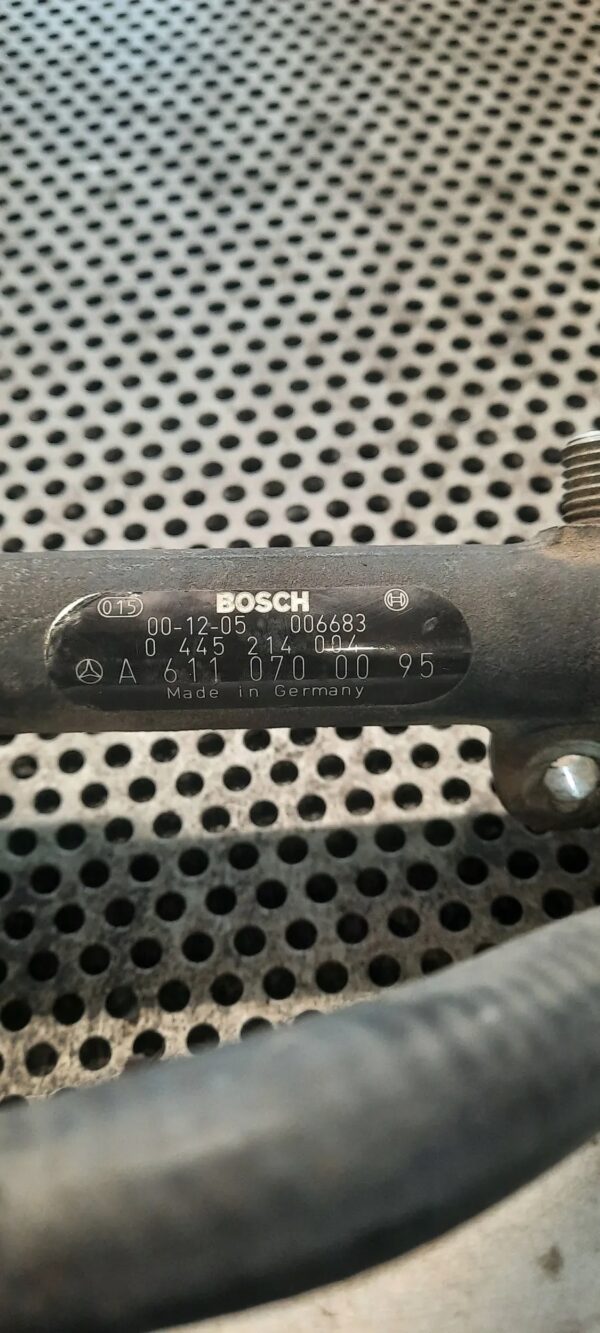 015 BOSCH
00-12-05 006683
0 445 214 004
A 611 070 00 95
Made in Germany